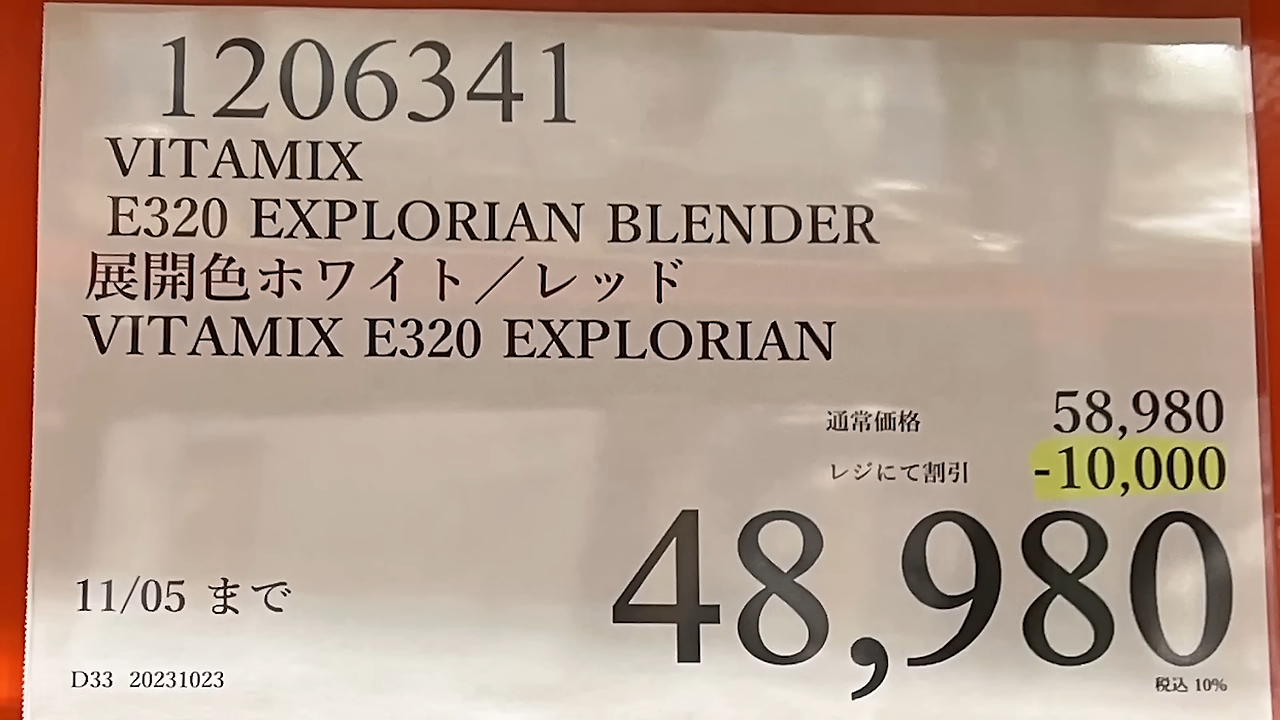 1206341
VITAMIX
E320 EXPLORIAN BLENDER
展開色ホワイト／レッド
VITAMIX E320 EXPLORIAN
通常価格 58,980
レジにて割引 -10,000
48,980
11/05 まで
税込 10%
D33 20231023